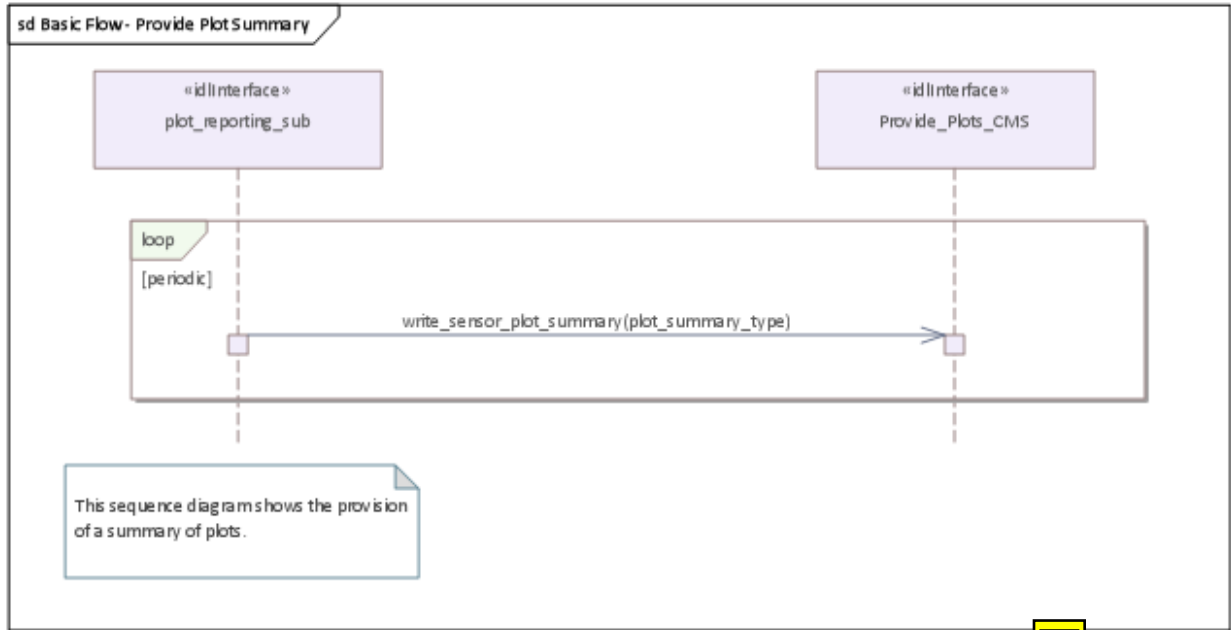 sd Basic Flow - Provide Plot Summary
«idlInterface»
plot_reporting_sub
«idlInterface»
Provide_Plots_CMS
loop
[periodic]
write_sensor_plot_summary(plot_summary_type)
This sequence diagram shows the provision
of a summary of plots.